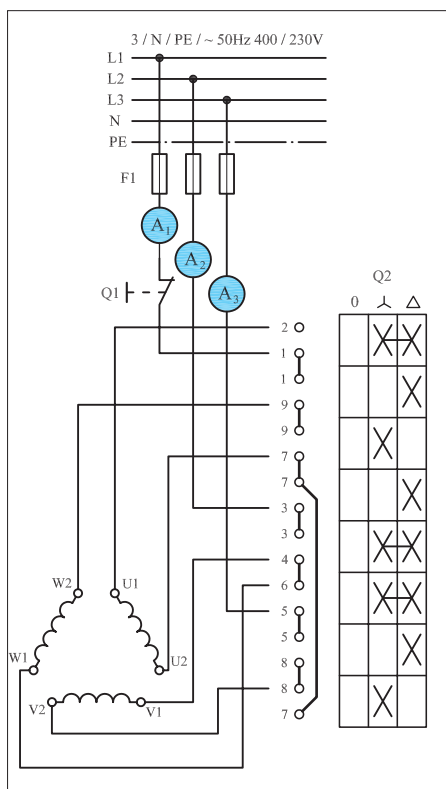 3 / N / PE / ~ 50Hz 400 / 230V
L1
L2
L3
N
PE
F1
A1
A2
A3
Q1
Q2
0 ⅄ Δ
2
1
1
9
9
7
7
3
3
4
6
5
5
8
8
7
W2 U1
W1 U2
V2 V1